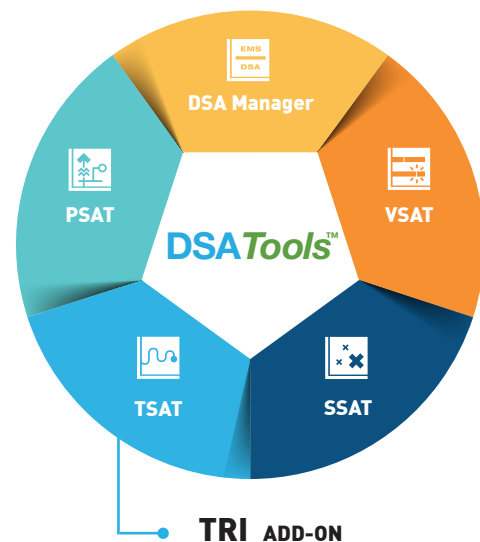 EMS
DSA
DSA Manager
PSAT
VSAT
DSATools™
TSAT
SSAT
TRI ADD-ON